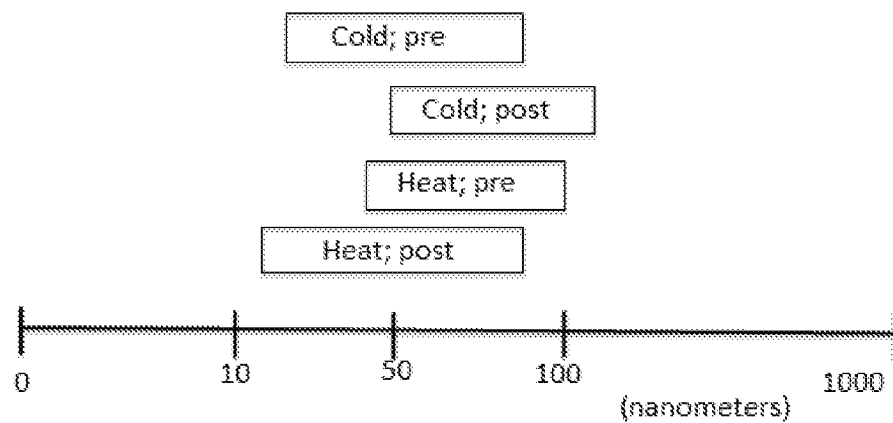 Cold; pre
Cold; post
Heat; pre
Heat; post
0 10 50 100 1000
(nanometers)